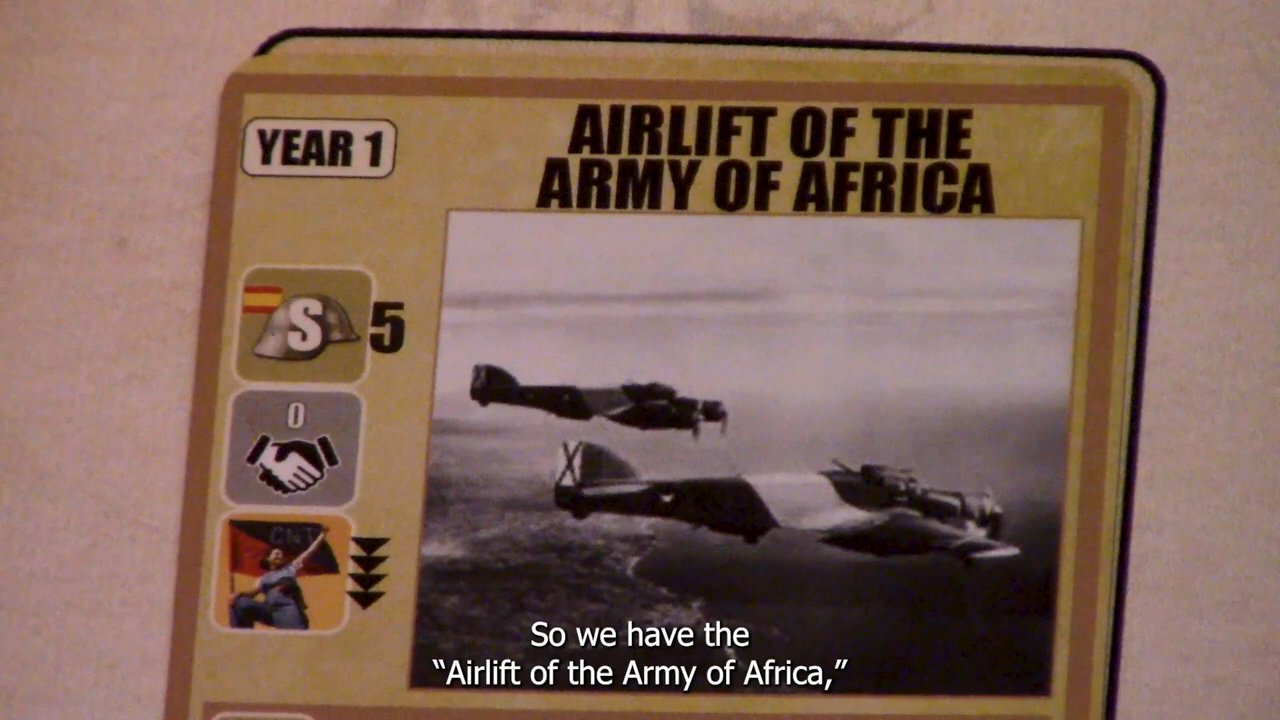 YEAR 1
AIRLIFT OF THE
ARMY OF AFRICA
S 5
0
CNT
So we have the
“Airlift of the Army of Africa,”